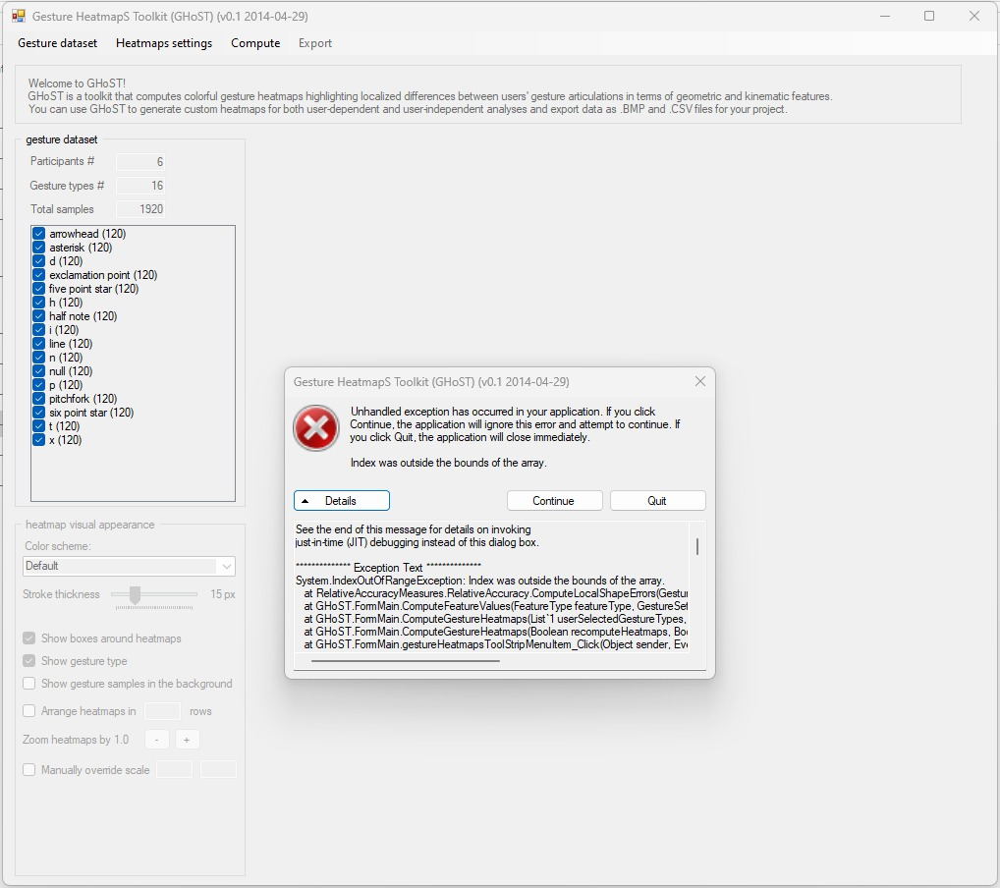 Gesture HeatmapS Toolkit (GHoST) (v0.1 2014-04-29)
Gesture dataset Heatmaps settings Compute Export
Welcome to GHoST!
GHoST is a toolkit that computes colorful gesture heatmaps highlighting localized differences between users' gesture articulations in terms of geometric and kinematic features.
You can use GHoST to generate custom heatmaps for both user-dependent and user-independent analyses and export data as .BMP and .CSV files for your project.
gesture dataset
Participants # 6
Gesture types # 16
Total samples 1920
arrowhead (120)
asterisk (120)
d (120)
exclamation point (120)
five point star (120)
h (120)
half note (120)
i (120)
line (120)
n (120)
null (120)
p (120)
pitchfork (120)
six point star (120)
t (120)
x (120)
heatmap visual appearance
Color scheme:
Default
Stroke thickness 15 px
Show boxes around heatmaps
Show gesture type
Show gesture samples in the background
Arrange heatmaps in rows
Zoom heatmaps by 1.0 - +
Manually override scale
Gesture HeatmapS Toolkit (GHoST) (v0.1 2014-04-29)
Unhandled exception has occurred in your application. If you click
Continue, the application will ignore this error and attempt to continue. If
you click Quit, the application will close immediately.
Index was outside the bounds of the array.
Details Continue Quit
See the end of this message for details on invoking
just-in-time (JIT) debugging instead of this dialog box.
************** Exception Text **************
System.IndexOutOfRangeException: Index was outside the bounds of the array.
at RelativeAccuracyMeasures.RelativeAccuracy.ComputeLocalShapeErrors(Gestur
at GHoST.FormMain.ComputeFeatureValues(FeatureType featureType, GestureSet
at GHoST.FormMain.ComputeGestureHeatmaps(List`1 userSelectedGestureTypes,
at GHoST.FormMain.ComputeGestureHeatmaps(Boolean recomputeHeatmaps, Boo
at GHoST.FormMain.gestureHeatmapsToolStripMenuItem_Click(Object sender, Eve